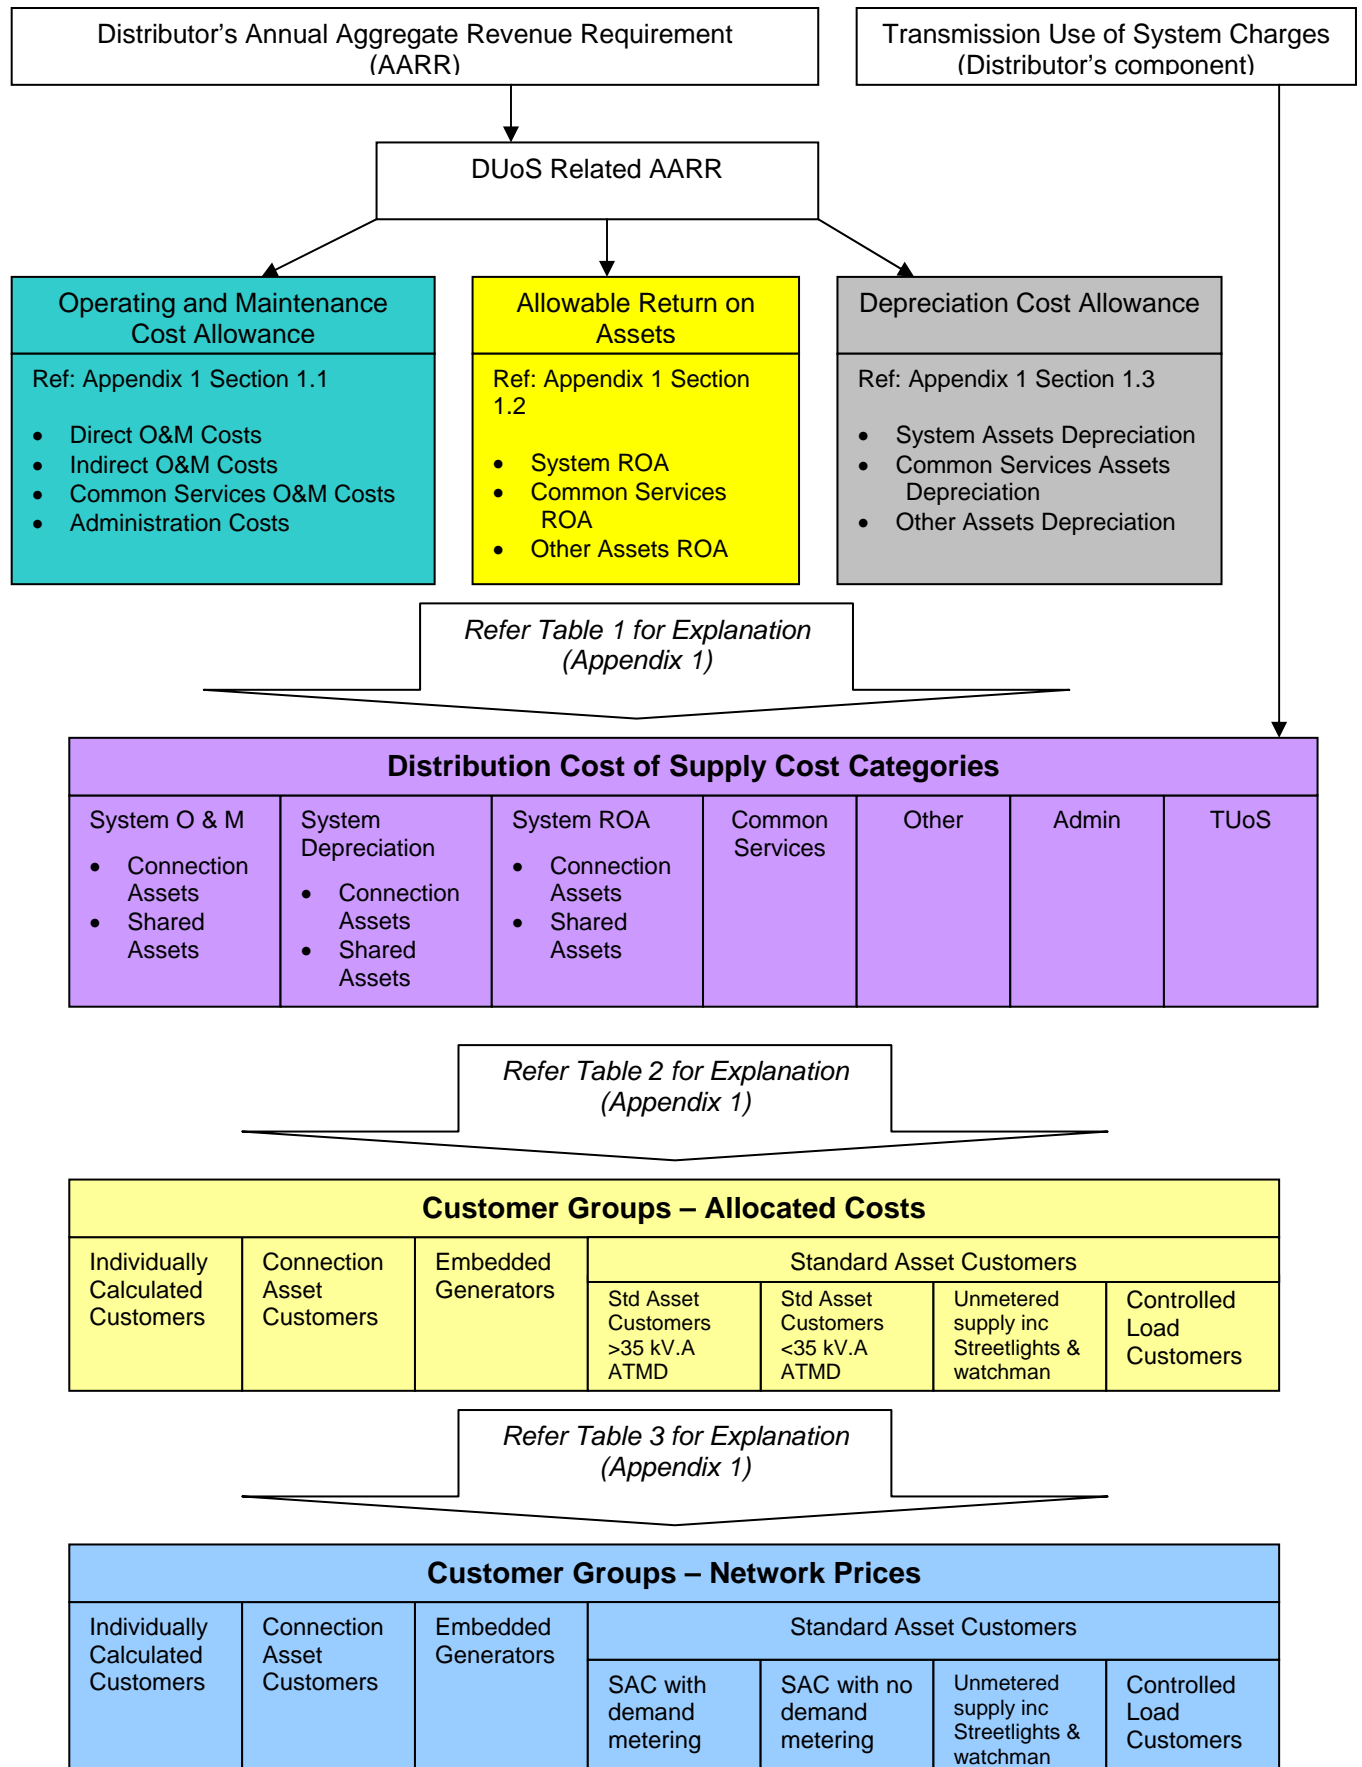 Distributor's Annual Aggregate Revenue Requirement
(AARR)
Transmission Use of System Charges
(Distributor's component)
DUoS Related AARR
Operating and Maintenance
Cost Allowance
Ref: Appendix 1 Section 1.1
• Direct O&M Costs
• Indirect O&M Costs
• Common Services O&M Costs
• Administration Costs
Allowable Return on
Assets
Ref: Appendix 1 Section
1.2
• System ROA
• Common Services
ROA
• Other Assets ROA
Depreciation Cost Allowance
Ref: Appendix 1 Section 1.3
• System Assets Depreciation
• Common Services Assets
Depreciation
• Other Assets Depreciation
Refer Table 1 for Explanation
(Appendix 1)
Distribution Cost of Supply Cost Categories
System O & M
• Connection
Assets
• Shared
Assets
System
Depreciation
• Connection
Assets
• Shared
Assets
System ROA
• Connection
Assets
• Shared
Assets
Common
Services
Other
Admin
TUoS
Refer Table 2 for Explanation
(Appendix 1)
Customer Groups – Allocated Costs
Individually
Calculated
Customers
Connection
Asset
Customers
Embedded
Generators
Standard Asset Customers
Std Asset
Customers
>35 kV.A
ATMD
Std Asset
Customers
<35 kV.A
ATMD
Unmetered
supply inc
Streetlights &
watchman
Controlled
Load
Customers
Refer Table 3 for Explanation
(Appendix 1)
Customer Groups – Network Prices
Individually
Calculated
Customers
Connection
Asset
Customers
Embedded
Generators
Standard Asset Customers
SAC with
demand
metering
SAC with no
demand
metering
Unmetered
supply inc
Streetlights &
watchman
Controlled
Load
Customers